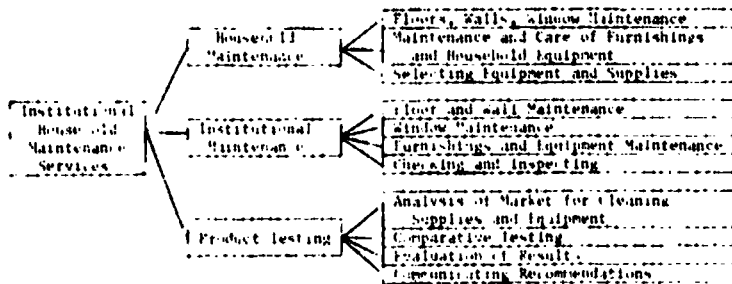 Institutional
Household
Maintenance
Services
Household
Maintenance
Floors, Walls, Window Maintenance
Maintenance and Care of Furnishings
and Household Equipment
Selecting Equipment and Supplies
Institutional
Maintenance
Floor and Wall Maintenance
Window Maintenance
Furnishings and Equipment Maintenance
Checking and Inspecting
Product Testing
Analysis of Market for Cleaning
Supplies and Equipment
Comparative Testing
Evaluation of Results
Communicating Recommendations